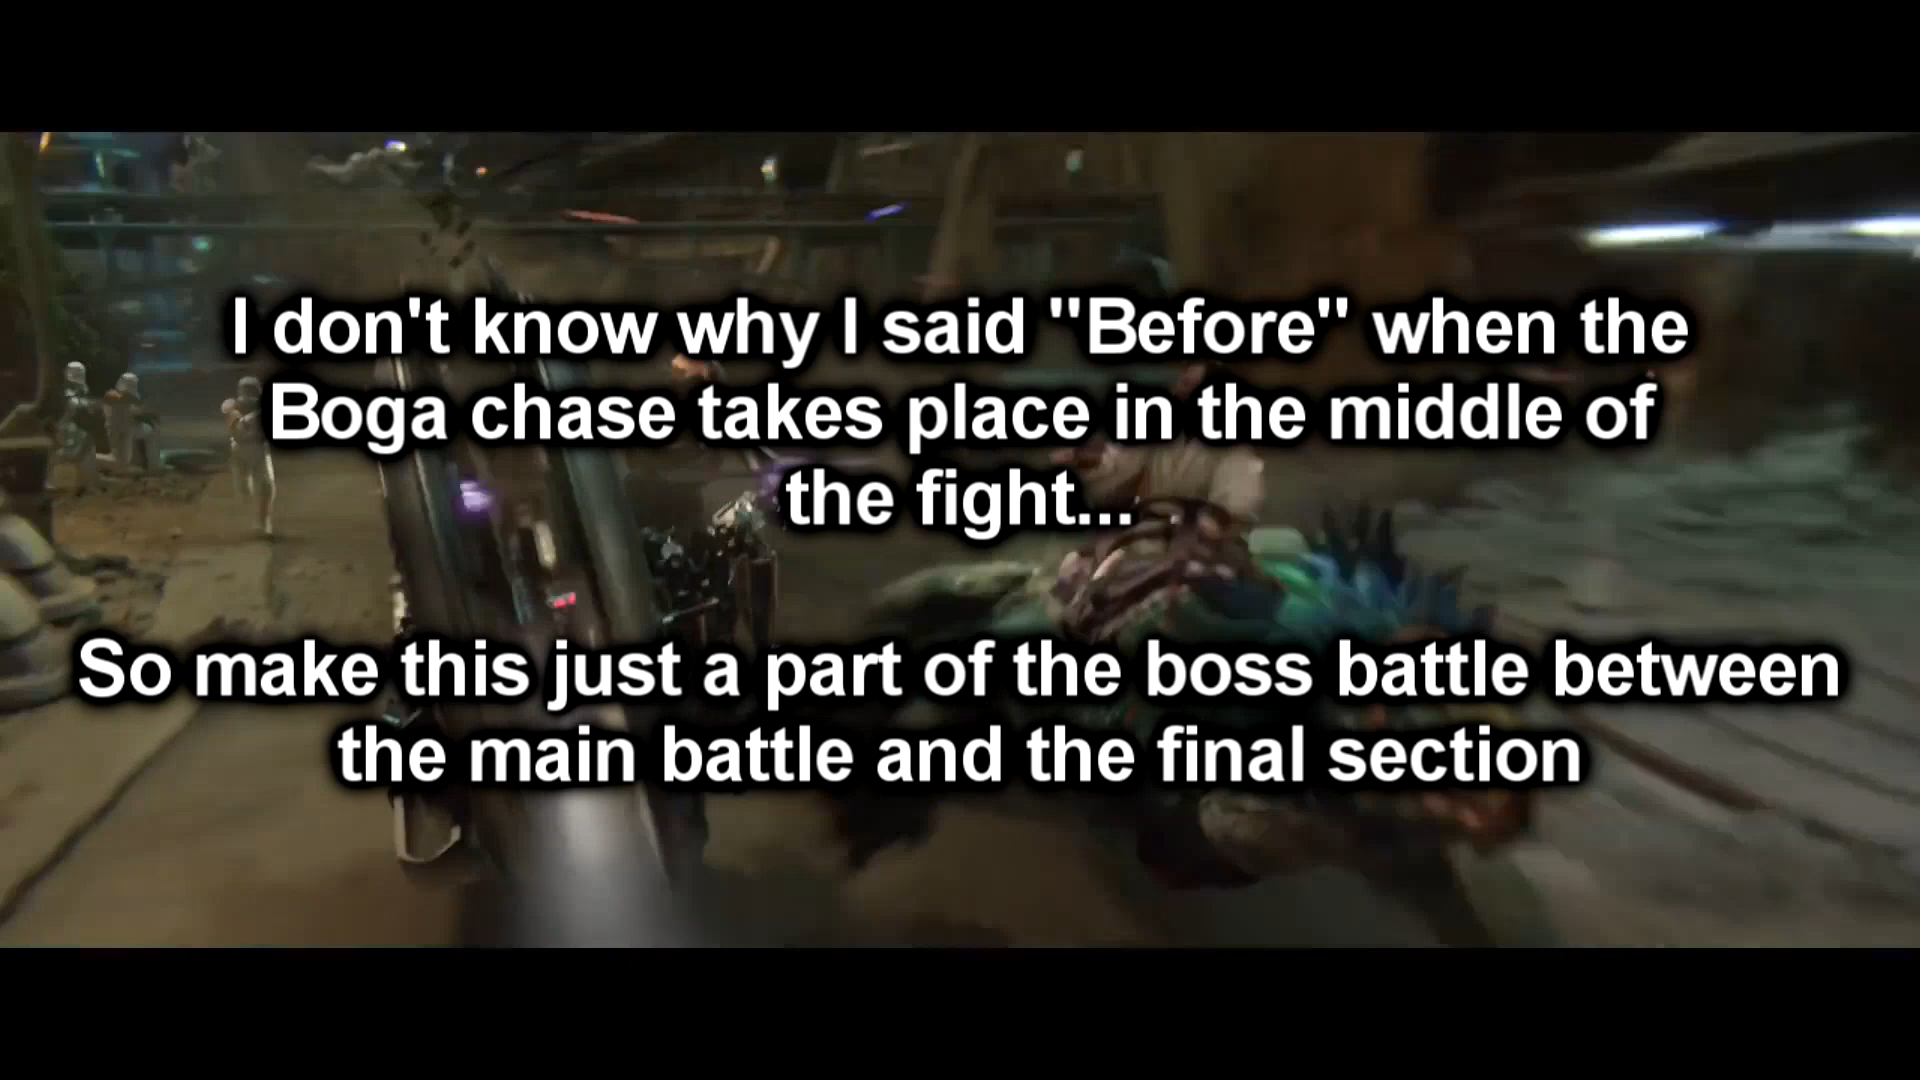 I don't know why I said "Before" when the
Boga chase takes place in the middle of
the fight...
So make this just a part of the boss battle between
the main battle and the final section